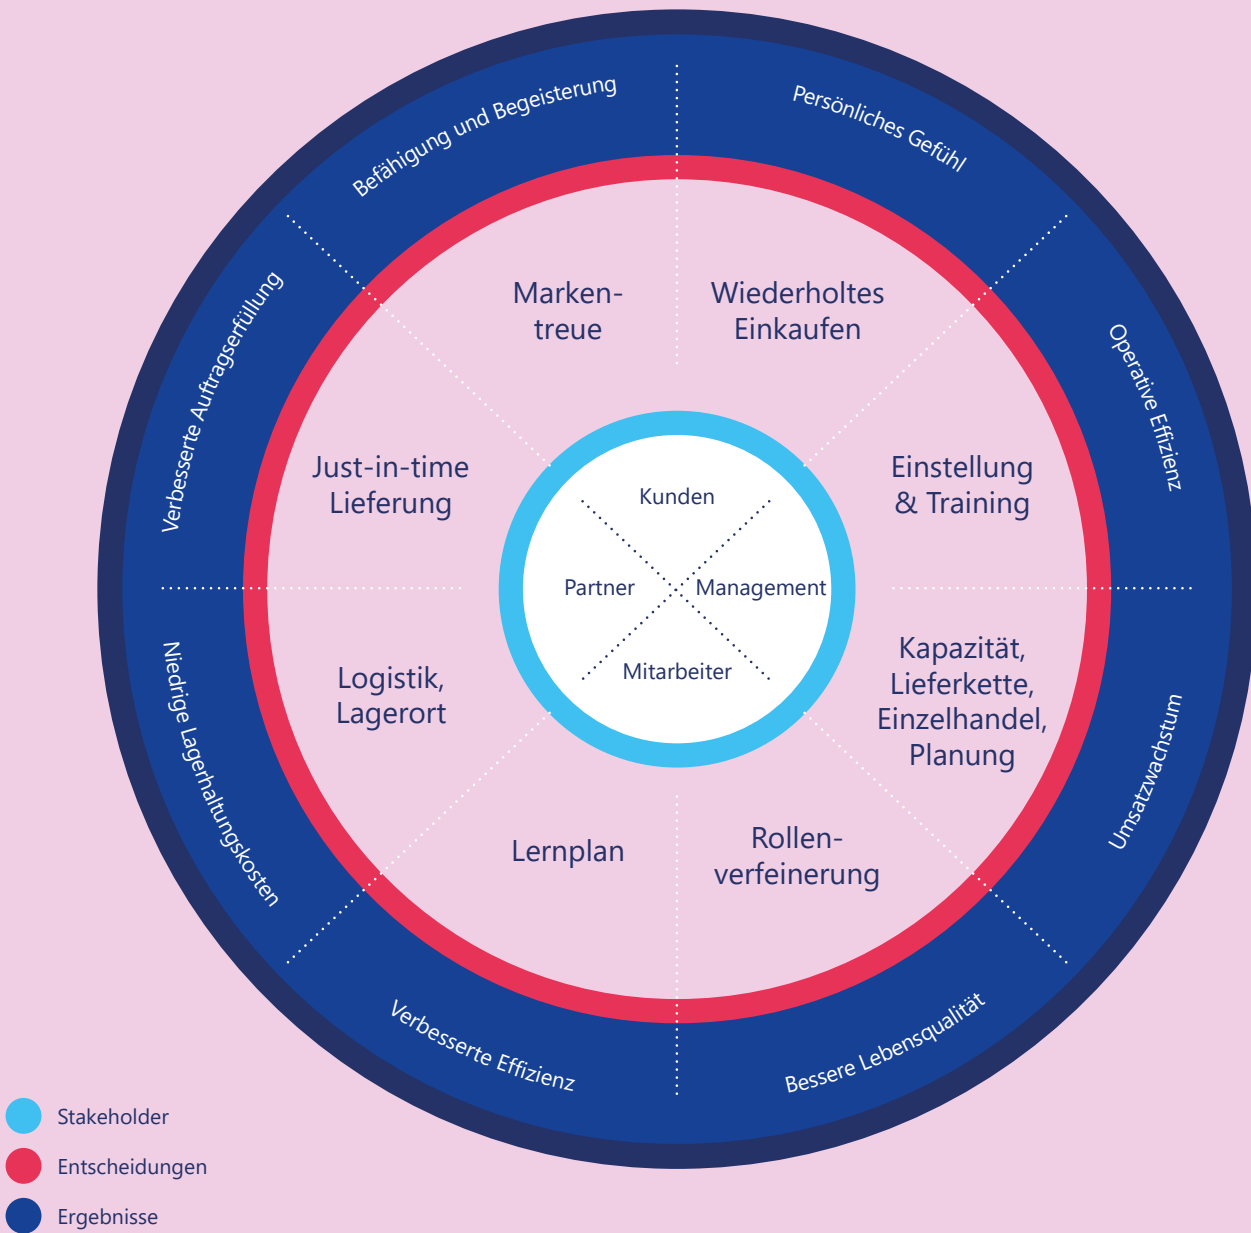 Befähigung und Begeisterung
Persönliches Gefühl
Verbesserte Auftragserfüllung
Operative Effizienz
Niedrige Lagerhaltungskosten
Umsatzwachstum
Verbesserte Effizienz
Bessere Lebensqualität
Marken-
treue
Wiederholtes
Einkaufen
Just-in-time
Lieferung
Einstellung
& Training
Logistik,
Lagerort
Kapazität,
Lieferkette,
Einzelhandel,
Planung
Lernplan
Rollen-
verfeinerung
Kunden
Partner
Management
Mitarbeiter
Stakeholder
Entscheidungen
Ergebnisse